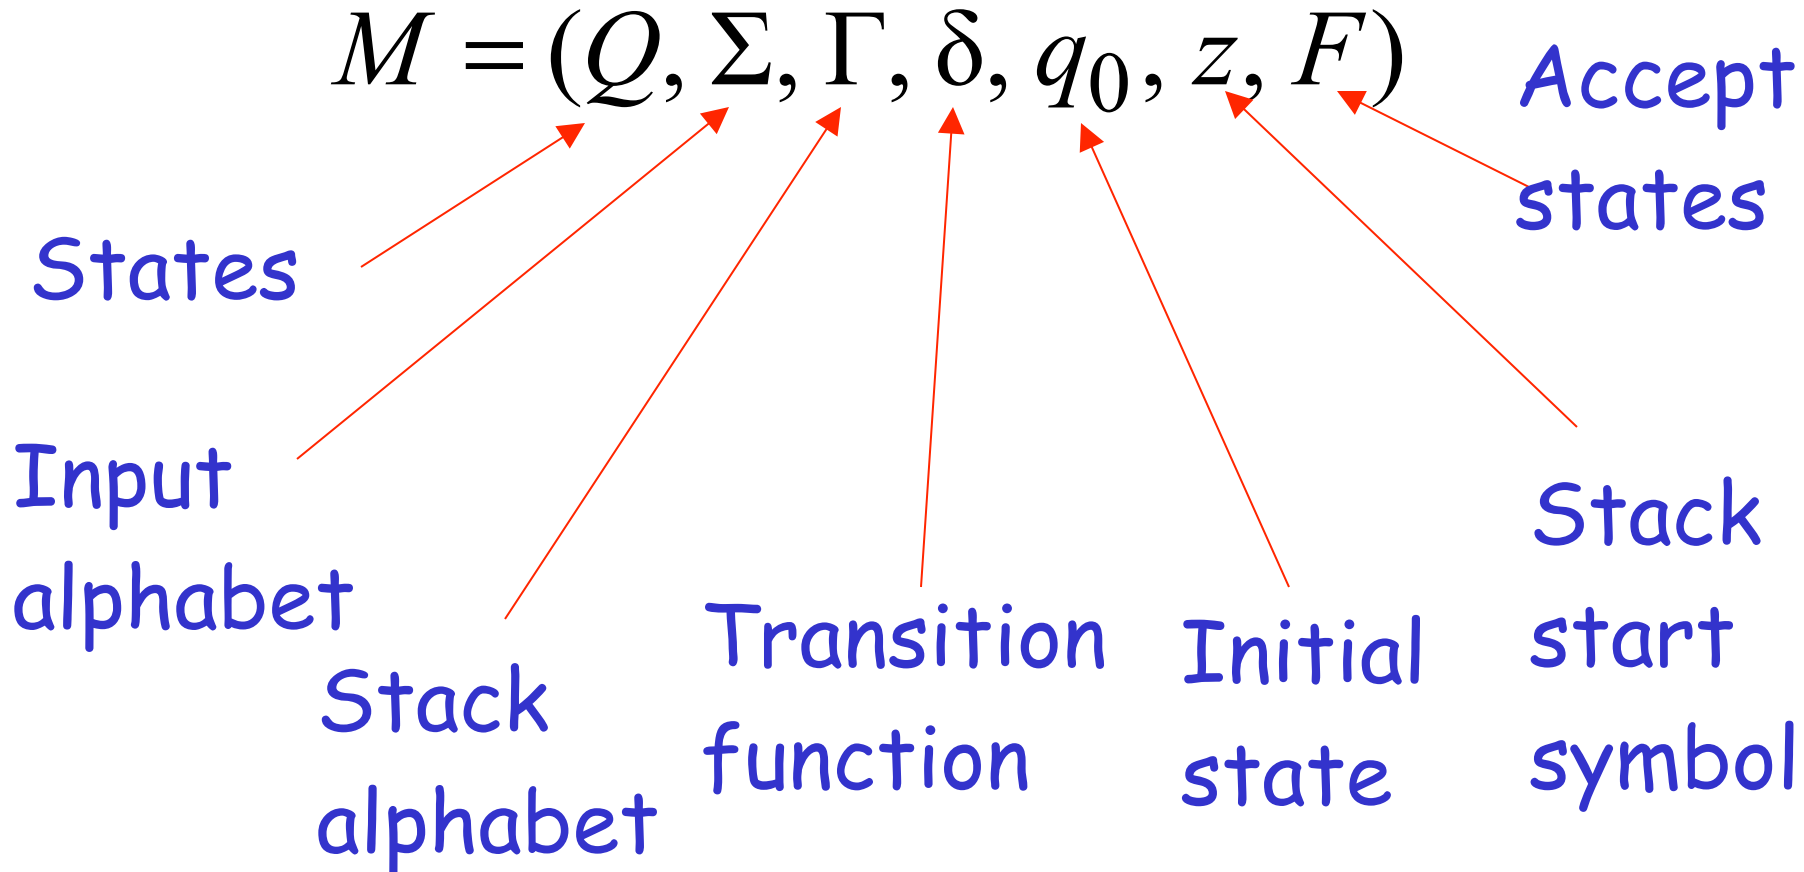 M = (Q, Σ, Γ, δ, q₀, z, F)
Accept
states
States
Input
alphabet
Stack
alphabet
Transition
function
Initial
state
Stack
start
symbol